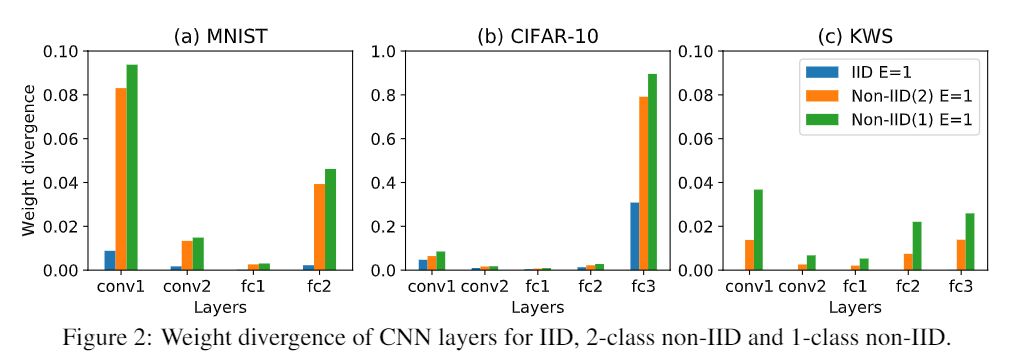 (a) MNIST
Weight divergence
0.10
0.08
0.06
0.04
0.02
0.00
conv1 conv2 fc1 fc2
Layers
(b) CIFAR-10
1.0
0.8
0.6
0.4
0.2
0.0
conv1 conv2 fc1 fc2 fc3
Layers
(c) KWS
0.10
0.08
0.06
0.04
0.02
0.00
IID E=1
Non-IID(2) E=1
Non-IID(1) E=1
conv1 conv2 fc1 fc2 fc3
Layers
Figure 2: Weight divergence of CNN layers for IID, 2-class non-IID and 1-class non-IID.